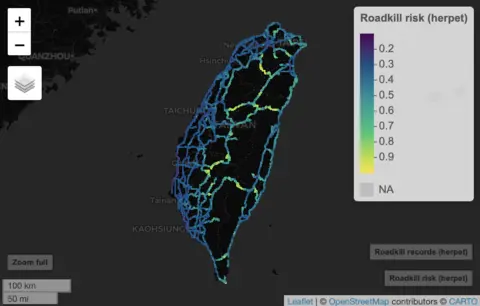 Putian
QUANZHOU
Hsinchu
TAICHUNG
TAIWAN
Tainan
KAOHSIUNG
+
−
Roadkill risk (herpet)
0.2
0.3
0.4
0.5
0.6
0.7
0.8
0.9
NA
Zoom full
100 km
50 mi
Roadkill records (herpet)
Roadkill risk (herpet)
Leaflet | © OpenStreetMap contributors © CARTO